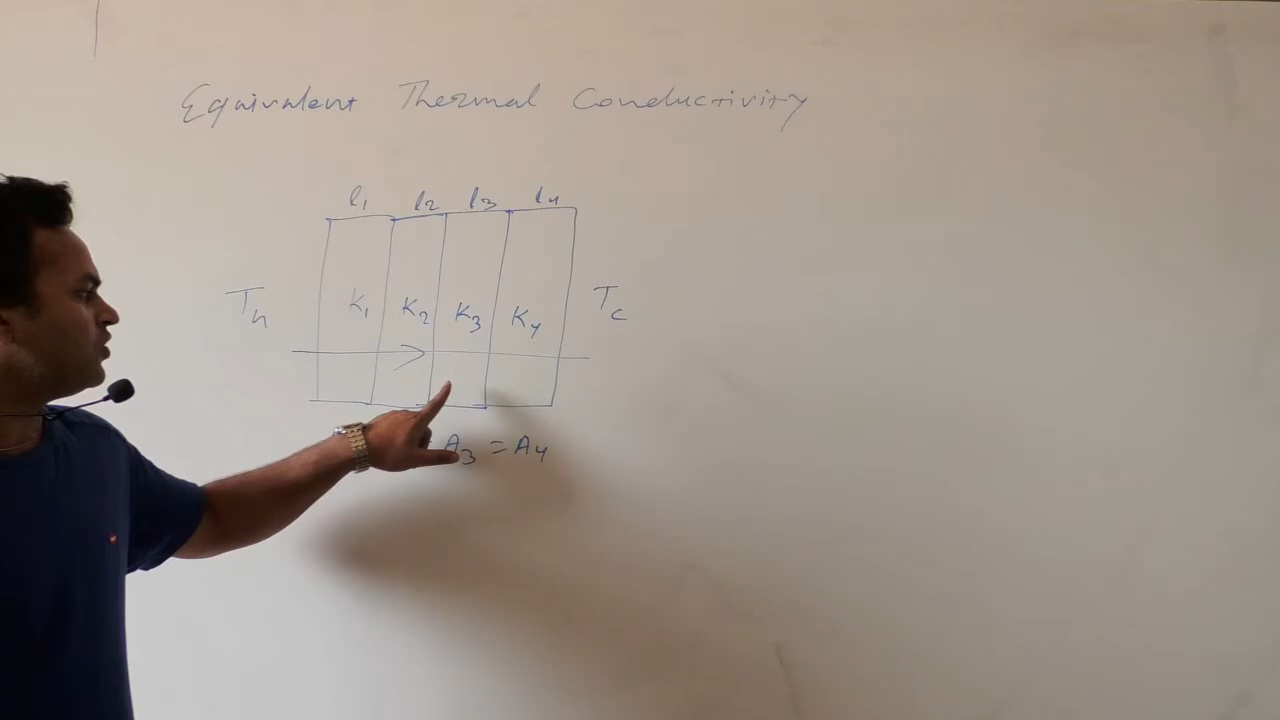 Equivalent Thermal Conductivity
l1 l2 l3 l4
Th K1 K2 K3 K4 Tc
A3 = A4